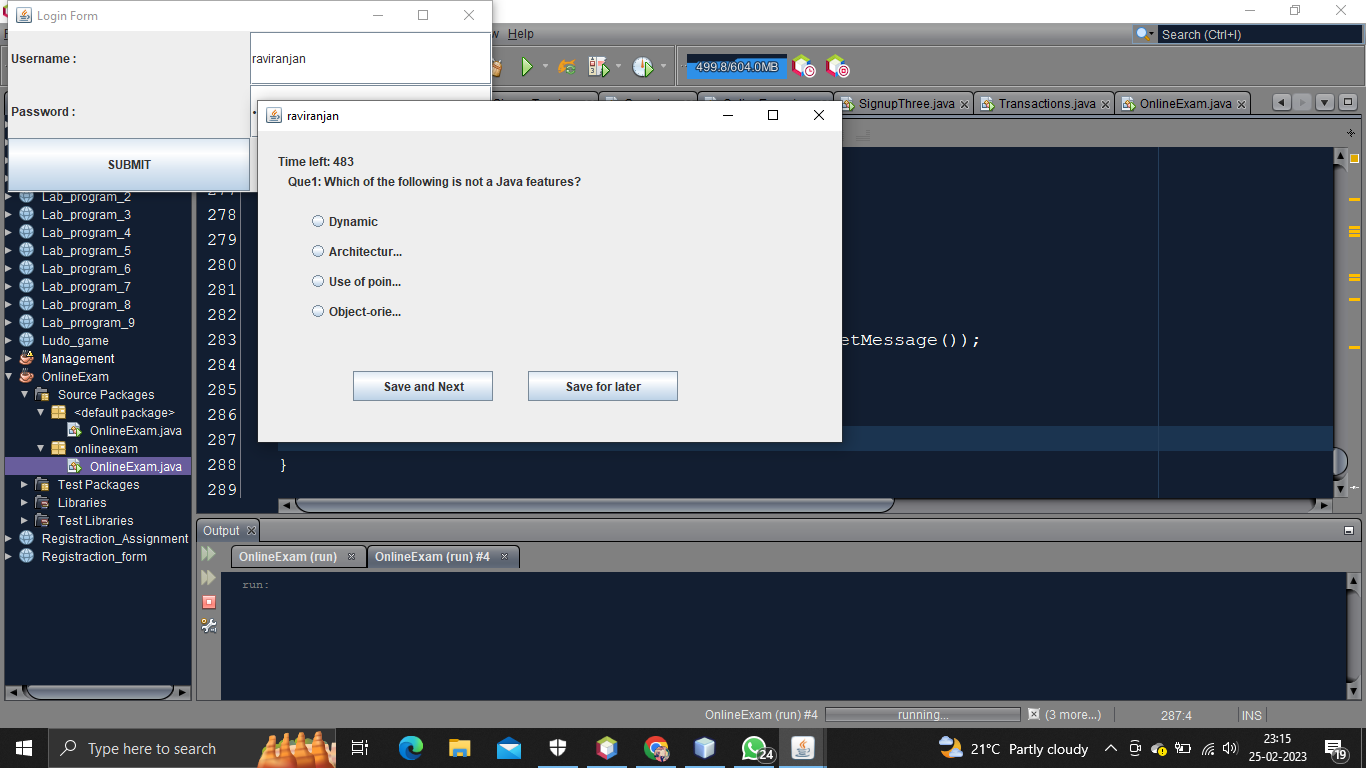 Login Form
Username :
raviranjan
Password :
SUBMIT
Help
Search (Ctrl+I)
499.8/604.0MB
SignupThree.java
Transactions.java
OnlineExam.java
raviranjan
Time left: 483
Que1: Which of the following is not a Java features?
Dynamic
Architectur...
Use of poin...
Object-orie...
Save and Next
Save for later
Lab_program_2
Lab_program_3
Lab_program_4
Lab_program_5
Lab_program_6
Lab_program_7
Lab_program_8
Lab_prrogram_9
Ludo_game
Management
OnlineExam
Source Packages
<default package>
OnlineExam.java
onlineexam
OnlineExam.java
Test Packages
Libraries
Test Libraries
Registraction_Assignment
Registraction_form
278
279
280
281
282
283 etMessage());
284
285
286
287
288 }
289
Output
OnlineExam (run)
OnlineExam (run) #4
run:
OnlineExam (run) #4
running...
(3 more...)
287:4
INS
Type here to search
24
21°C Partly cloudy
23:15
25-02-2023
19